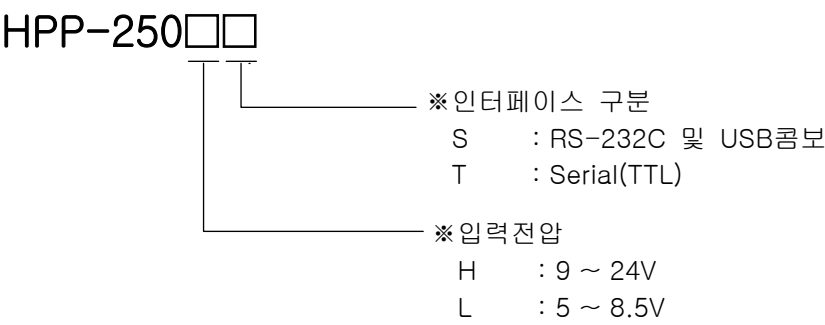 HPP-250□□
※인터페이스 구분
S : RS-232C 및 USB콤보
T : Serial(TTL)
※입력전압
H : 9 ~ 24V
L : 5 ~ 8.5V